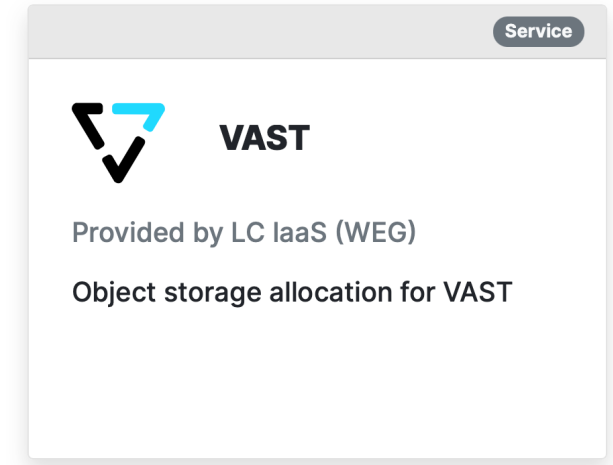 Service
VAST
Provided by LC IaaS (WEG)
Object storage allocation for VAST